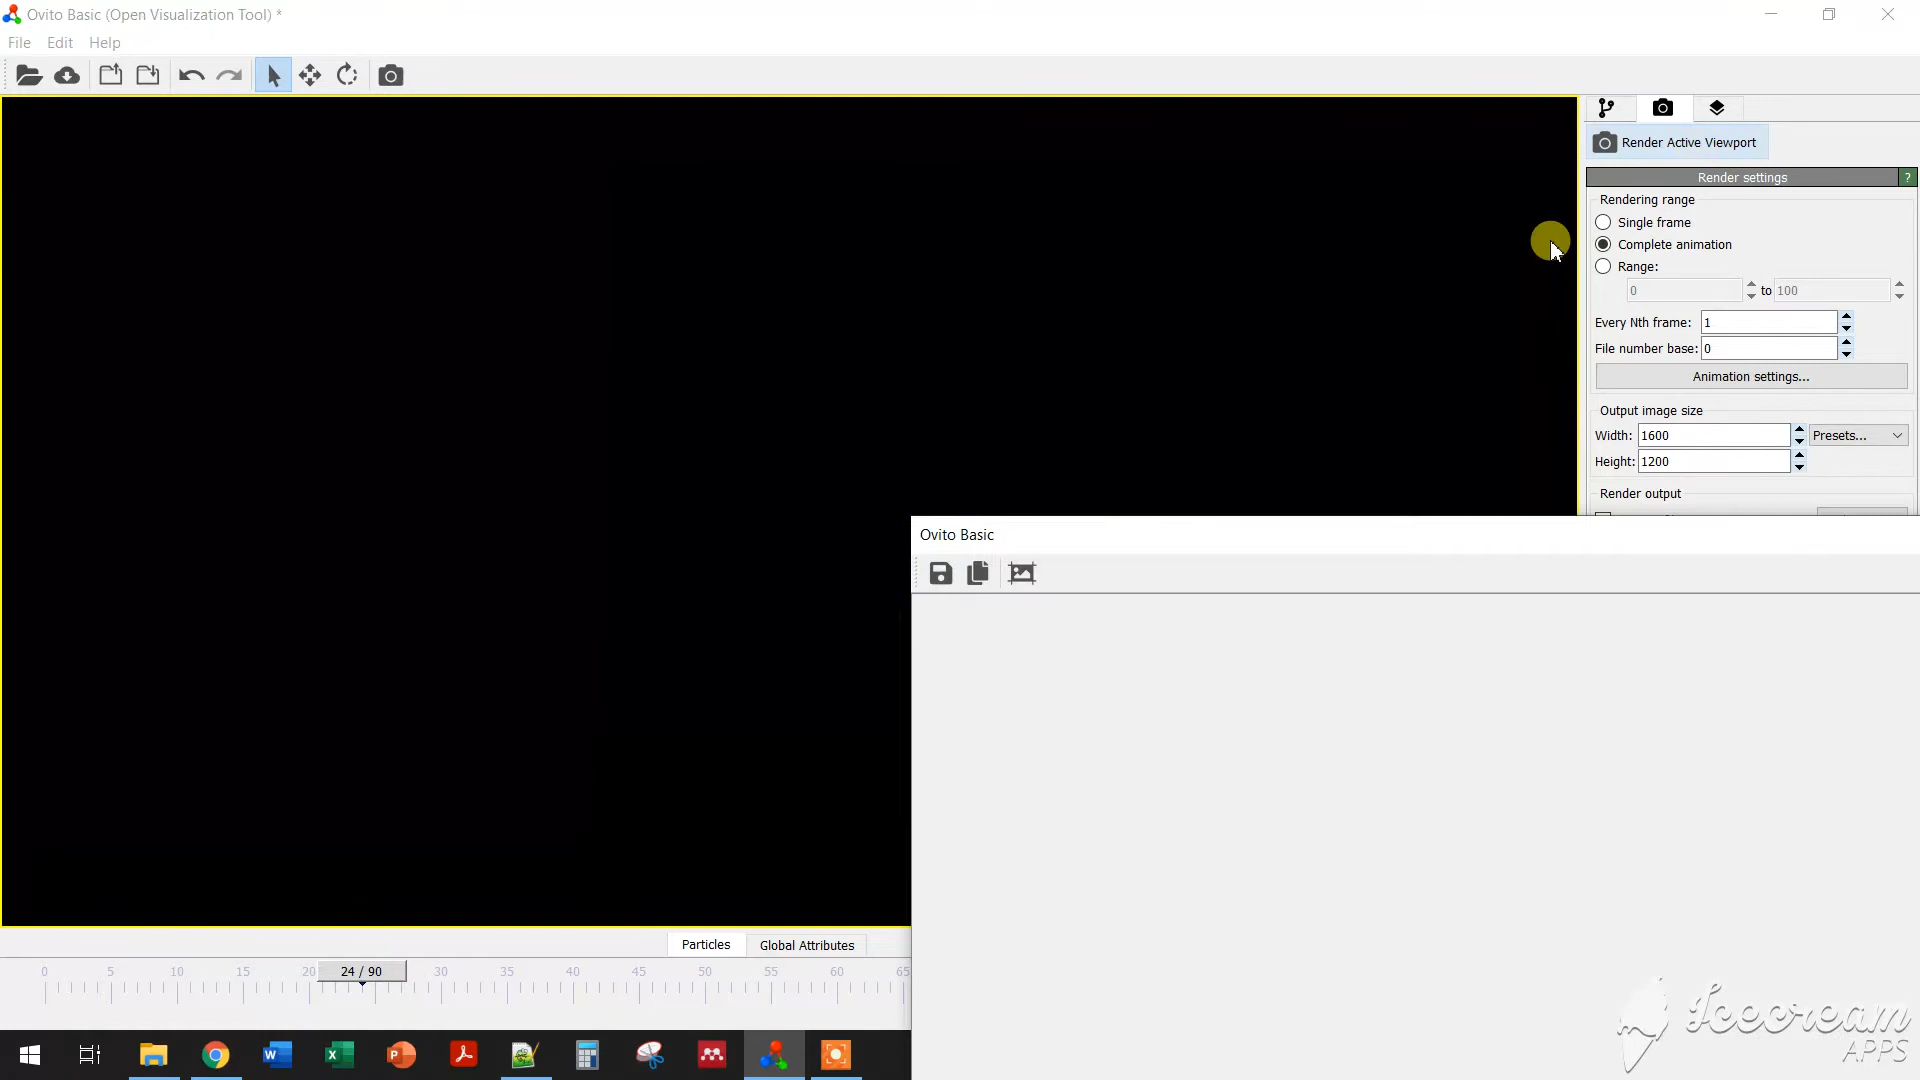 Ovito Basic (Open Visualization Tool) *
File Edit Help
Render Active Viewport
Render settings ?
Rendering range
Single frame
Complete animation
Range:
0 to 100
Every Nth frame: 1
File number base: 0
Animation settings...
Output image size
Width: 1600 Presets...
Height: 1200
Render output
Ovito Basic
Particles Global Attributes
0 5 10 15 20 24 / 90 30 35 40 45 50 55 60 65
Icecream
APPS